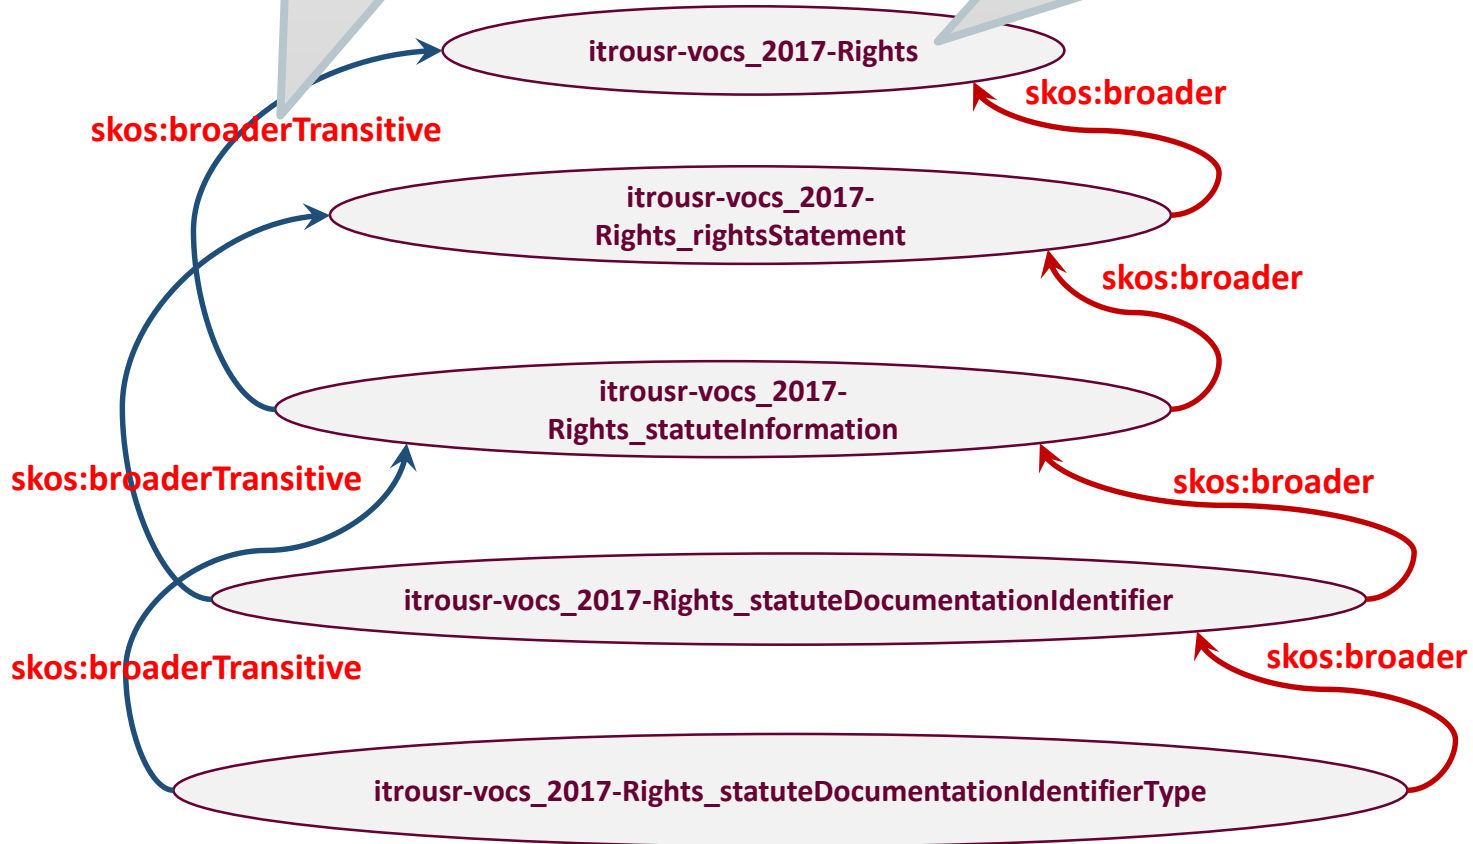 itrousr-vocs_2017-Rights
skos:broader
skos:broaderTransitive
itrousr-vocs_2017-
Rights_rightsStatement
skos:broader
itrousr-vocs_2017-
Rights_statuteInformation
skos:broaderTransitive
skos:broader
itrousr-vocs_2017-Rights_statuteDocumentationIdentifier
skos:broaderTransitive
skos:broader
itrousr-vocs_2017-Rights_statuteDocumentationIdentifierType